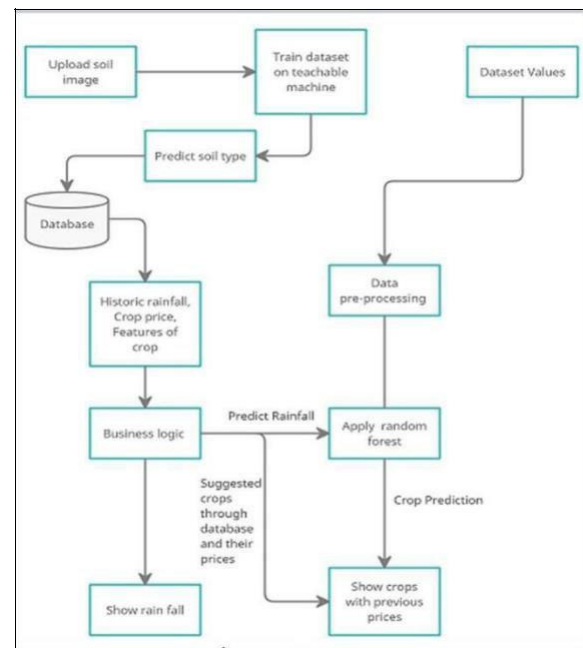 Upload soil
image
Train dataset
on teachable
machine
Dataset Values
Predict soil type
Database
Historic rainfall,
Crop price,
Features of
crop
Data
pre-processing
Business logic
Predict Rainfall
Apply random
forest
Suggested
crops
through
database
and their
prices
Crop Prediction
Show rain fall
Show crops
with previous
prices